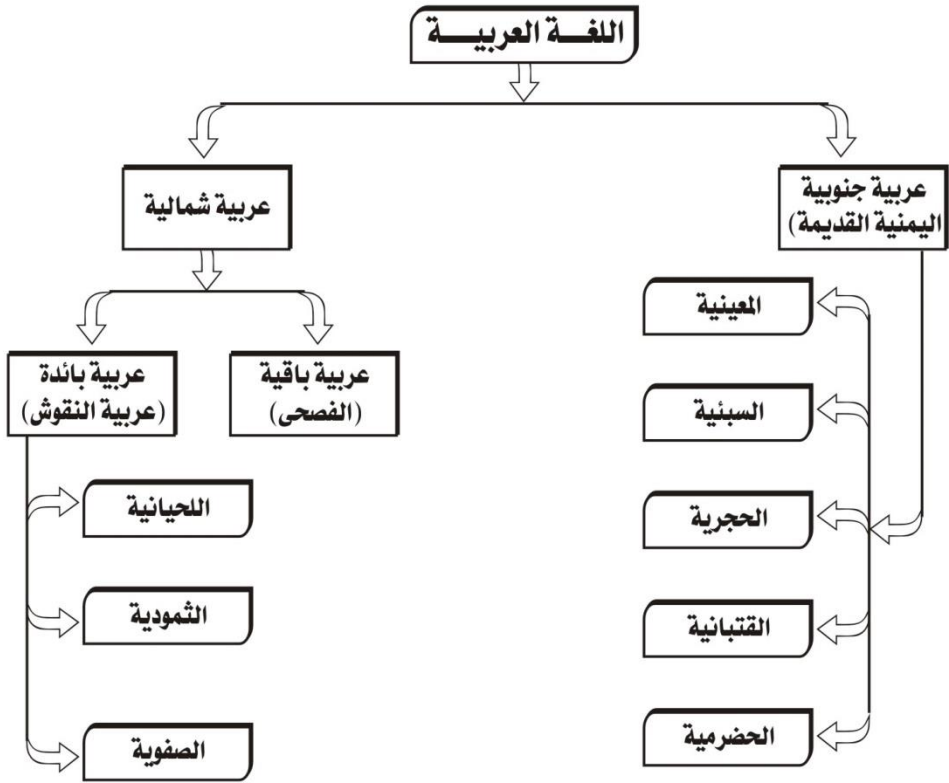 اللغة العربية
عربية جنوبية
اليمنية القديمة)
عربية شمالية
المعينية
السبئية
الحجرية
القتبانية
الحضرمية
عربية باقية
(الفصحى)
عربية بائدة
(عربية النقوش)
اللحيانية
الثمودية
الصفوية